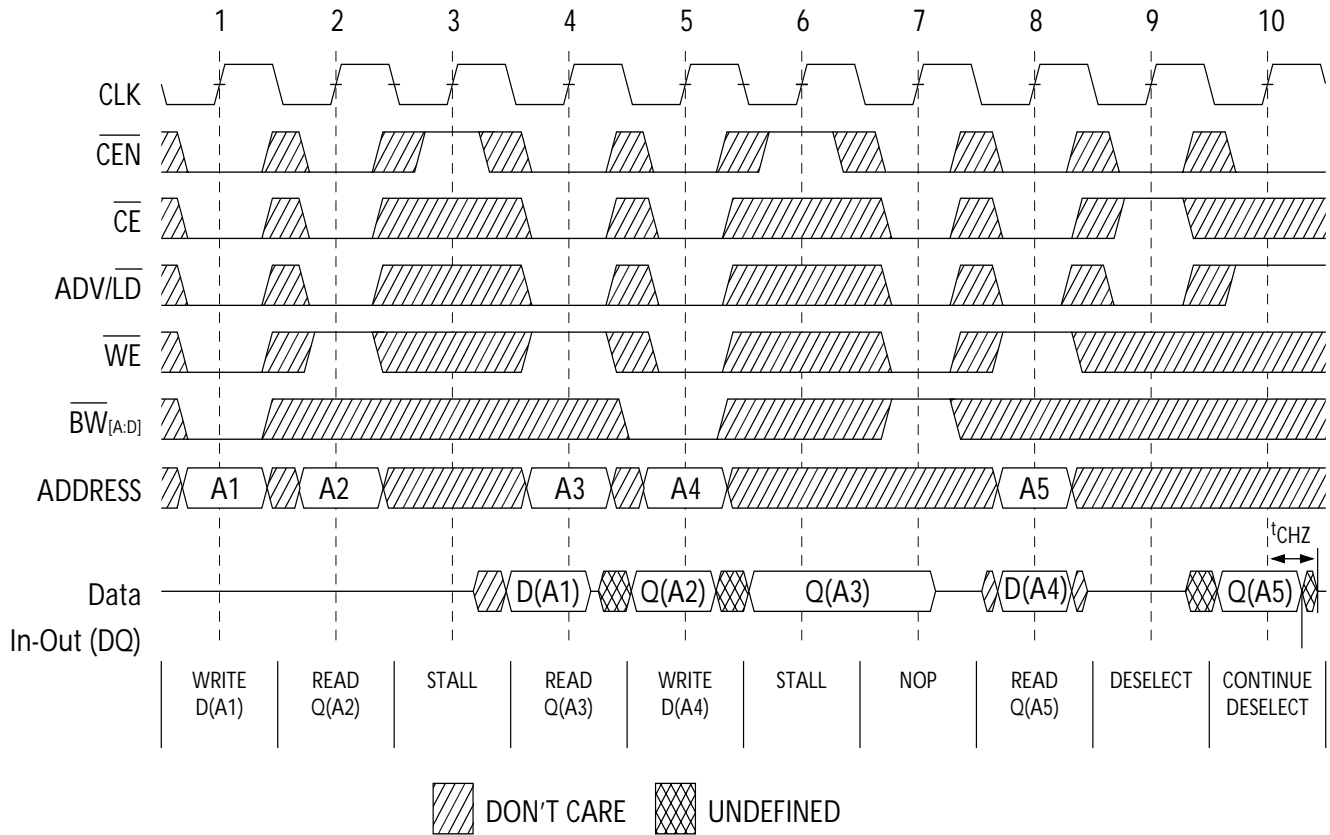 1 2 3 4 5 6 7 8 9 10
CLK
CEN
CE
ADV/LD
WE
BW[A:D]
ADDRESS A1 A2 A3 A4 A5
tCHZ
Data D(A1) Q(A2) Q(A3) D(A4) Q(A5)
In-Out (DQ)
WRITE READ STALL READ WRITE STALL NOP READ DESELECT CONTINUE
D(A1) Q(A2) Q(A3) D(A4) Q(A5) DESELECT
DON'T CARE UNDEFINED